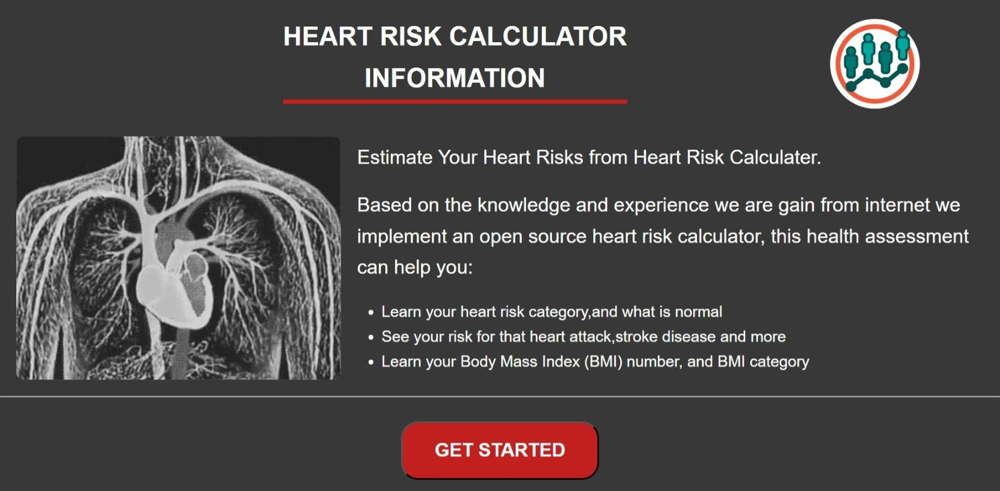 HEART RISK CALCULATOR
INFORMATION
Estimate Your Heart Risks from Heart Risk Calculater.
Based on the knowledge and experience we are gain from internet we
implement an open source heart risk calculator, this health assessment
can help you:
• Learn your heart risk category,and what is normal
• See your risk for that heart attack,stroke disease and more
• Learn your Body Mass Index (BMI) number, and BMI category
GET STARTED